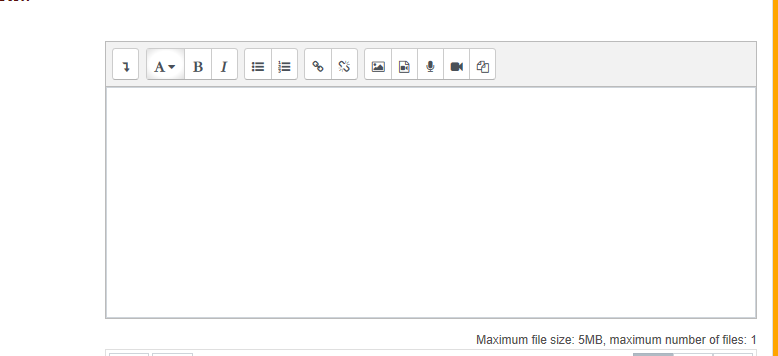 A B I
Maximum file size: 5MB, maximum number of files: 1